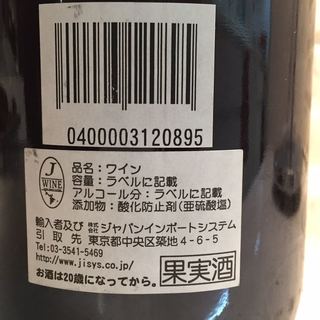 0400003120895
J
WINE
品名：ワイン
容量：ラベルに記載
アルコール分：ラベルに記載
添加物：酸化防止剤(亜硫酸塩)
輸入者及び 株式会社 ジャパンインポートシステム
引取先 東京都中央区築地4-6-5
Tel.03-3541-5469
http://www.jisys.co.jp/
お酒は20歳になってから。
果実酒